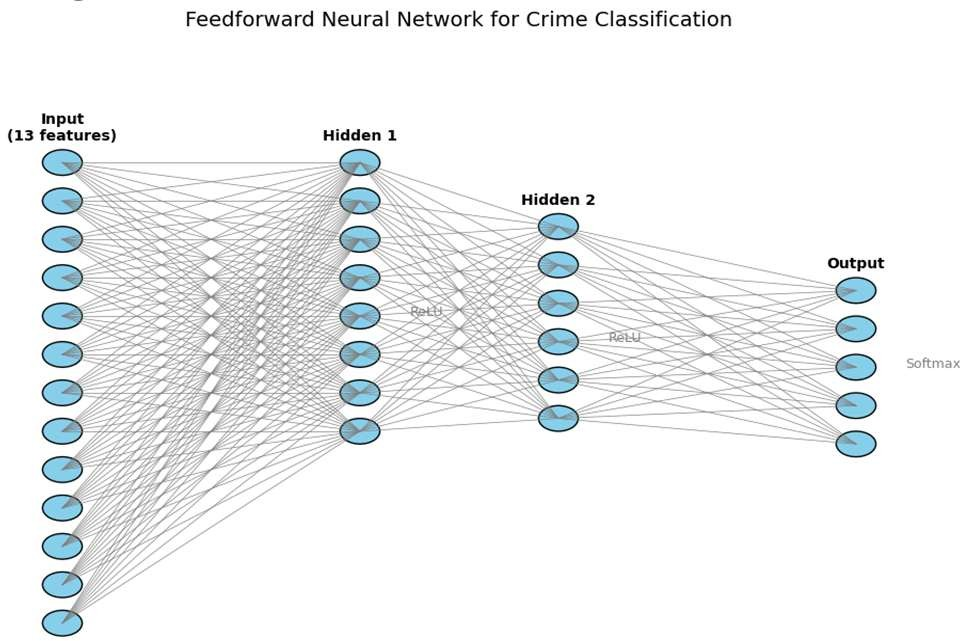 Feedforward Neural Network for Crime Classification
Input
(13 features)
Hidden 1
Hidden 2
Output
ReLU
ReLU
Softmax